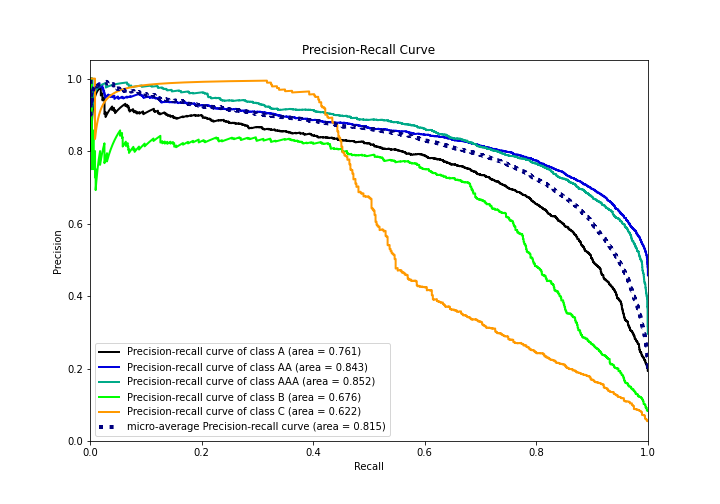 Precision-Recall Curve
1.0
0.8
0.6
0.4
0.2
0.0
Precision
Precision-recall curve of class A (area = 0.761)
Precision-recall curve of class AA (area = 0.843)
Precision-recall curve of class AAA (area = 0.852)
Precision-recall curve of class B (area = 0.676)
Precision-recall curve of class C (area = 0.622)
micro-average Precision-recall curve (area = 0.815)
0.0 0.2 0.4 0.6 0.8 1.0
Recall